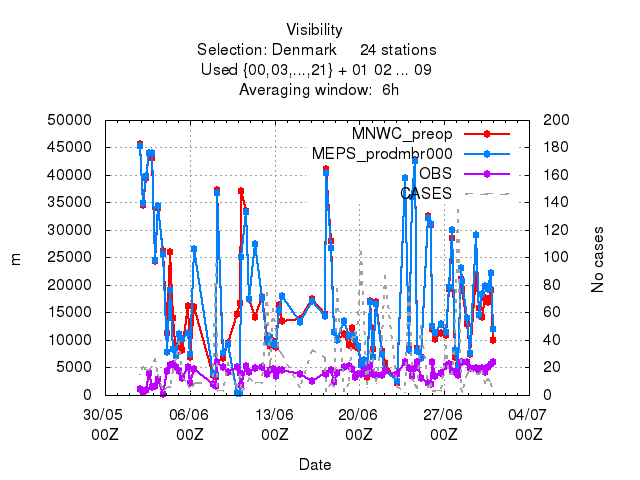 Visibility
Selection: Denmark 24 stations
Used {00,03,...,21} + 01 02 ... 09
Averaging window: 6h
50000 200
45000 180
40000 160
35000 140
30000 120
25000 100
20000 80
15000 60
10000 40
5000 20
0 0
MNWC_preop
MEPS_prodmbr000
OBS
CASES
m
No cases
30/05 06/06 13/06 20/06 27/06 04/07
00Z 00Z 00Z 00Z 00Z 00Z
Date